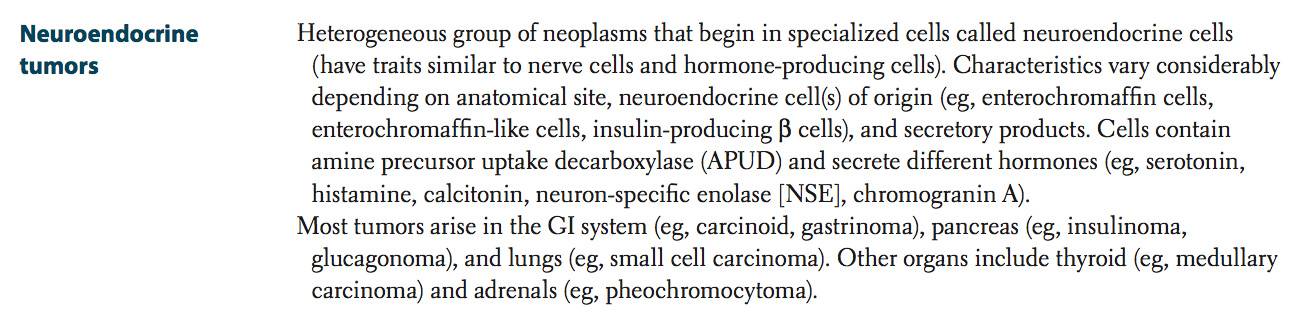 Neuroendocrine
tumors
Heterogeneous group of neoplasms that begin in specialized cells called neuroendocrine cells
(have traits similar to nerve cells and hormone-producing cells). Characteristics vary considerably
depending on anatomical site, neuroendocrine cell(s) of origin (eg, enterochromaffin cells,
enterochromaffin-like cells, insulin-producing β cells), and secretory products. Cells contain
amine precursor uptake decarboxylase (APUD) and secrete different hormones (eg, serotonin,
histamine, calcitonin, neuron-specific enolase [NSE], chromogranin A).
Most tumors arise in the GI system (eg, carcinoid, gastrinoma), pancreas (eg, insulinoma,
glucagonoma), and lungs (eg, small cell carcinoma). Other organs include thyroid (eg, medullary
carcinoma) and adrenals (eg, pheochromocytoma).